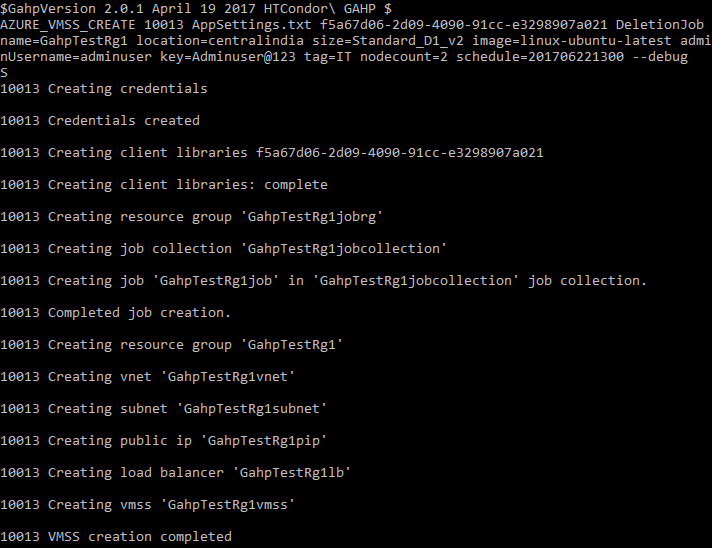 $GahpVersion 2.0.1 April 19 2017 HTCondor\ GAHP $
AZURE_VMSS_CREATE 10013 AppSettings.txt f5a67d06-2d09-4090-91cc-e3298907a021 DeletionJob
name=GahpTestRg1 location=centralindia size=Standard_D1_v2 image=linux-ubuntu-latest admi
nUsername=adminuser key=Adminuser@123 tag=IT nodecount=2 schedule=201706221300 --debug
S
10013 Creating credentials
10013 Credentials created
10013 Creating client libraries f5a67d06-2d09-4090-91cc-e3298907a021
10013 Creating client libraries: complete
10013 Creating resource group 'GahpTestRg1jobrg'
10013 Creating job collection 'GahpTestRg1jobcollection'
10013 Creating job 'GahpTestRg1job' in 'GahpTestRg1jobcollection' job collection.
10013 Completed job creation.
10013 Creating resource group 'GahpTestRg1'
10013 Creating vnet 'GahpTestRg1vnet'
10013 Creating subnet 'GahpTestRg1subnet'
10013 Creating public ip 'GahpTestRg1pip'
10013 Creating load balancer 'GahpTestRg1lb'
10013 Creating vmss 'GahpTestRg1vmss'
10013 VMSS creation completed